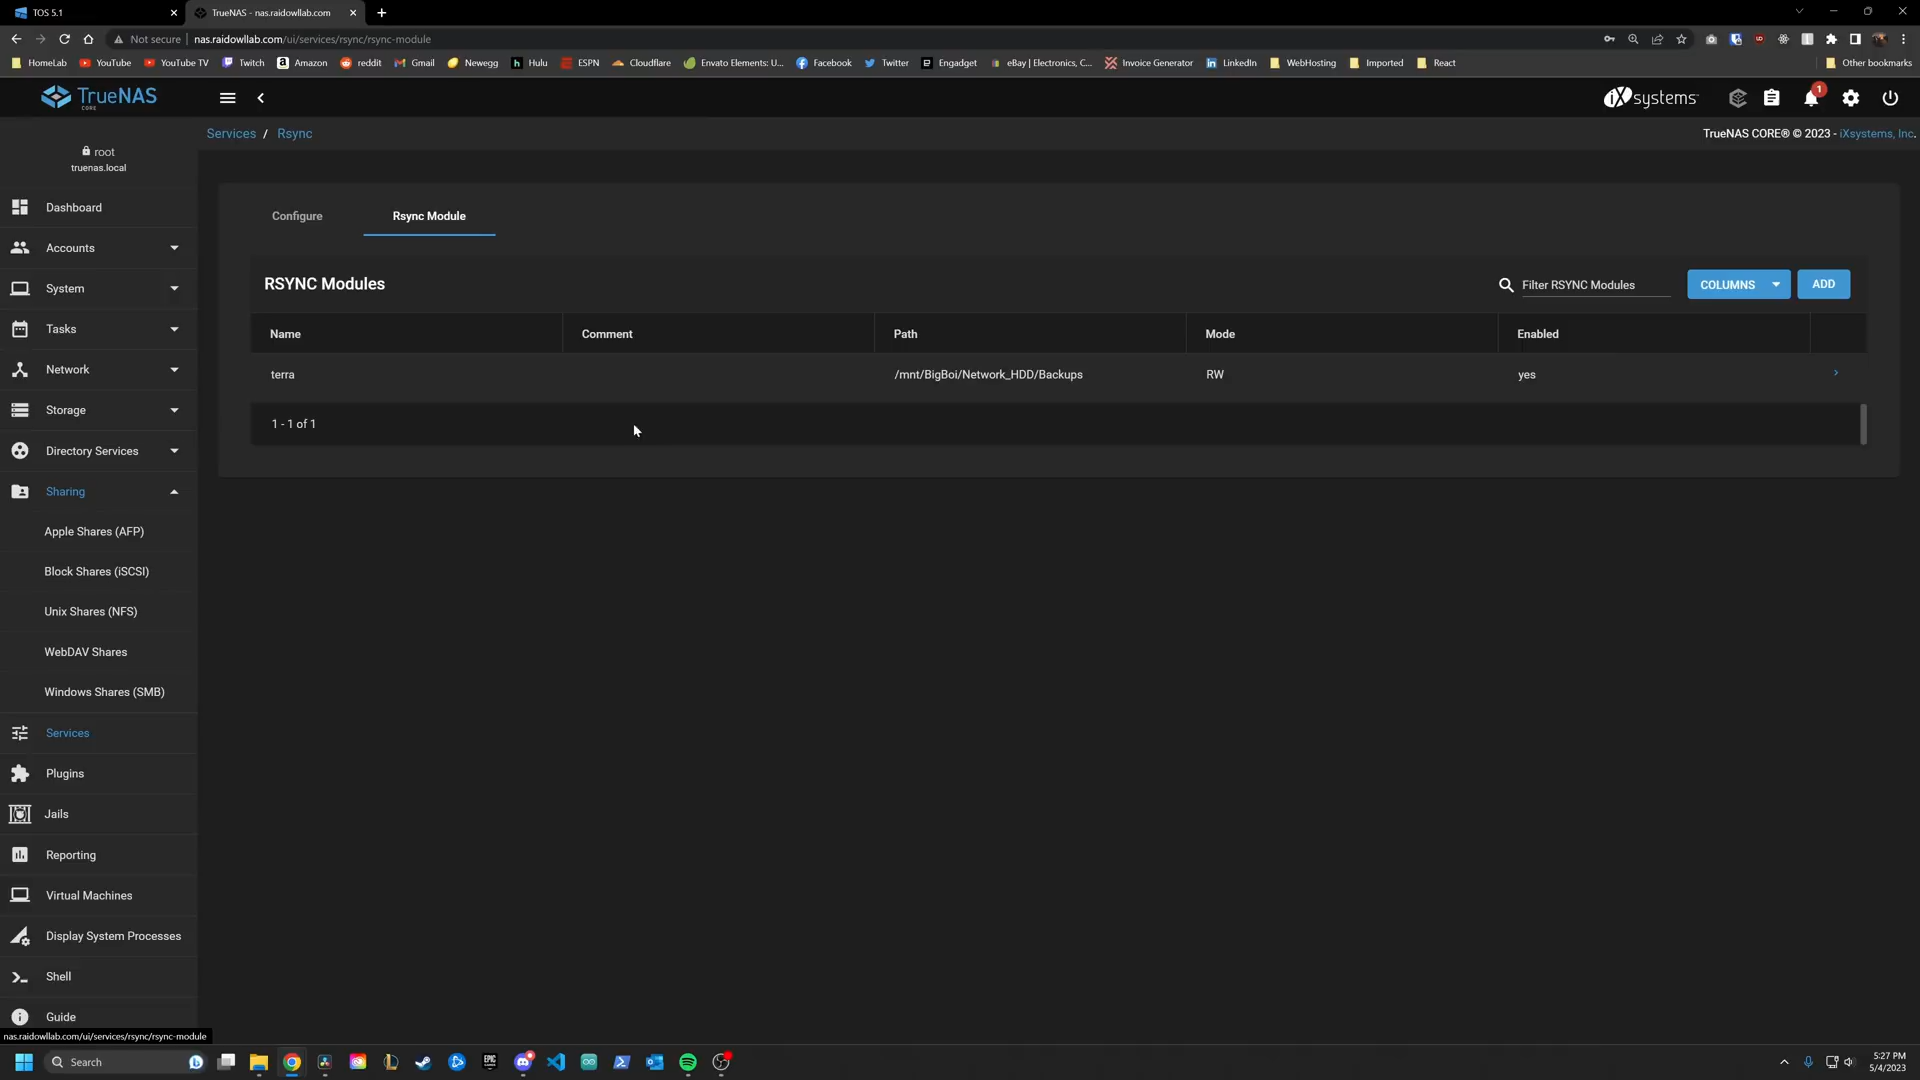 TOS 5.1
TrueNAS - nas.raidowllab.com
Not secure
nas.raidowllab.com/ui/services/rsync/rsync-module
HomeLab
YouTube
YouTube TV
Twitch
Amazon
reddit
Gmail
Newegg
Hulu
ESPN
Cloudflare
Envato Elements: U...
Facebook
Twitter
Engadget
eBay | Electronics, C...
Invoice Generator
LinkedIn
WebHosting
Imported
React
Other bookmarks
TrueNAS
CORE
iXsystems
1
Services / Rsync
TrueNAS CORE® © 2023 - iXsystems, Inc.
root
truenas.local
Dashboard
Accounts
System
Tasks
Network
Storage
Directory Services
Sharing
Apple Shares (AFP)
Block Shares (iSCSI)
Unix Shares (NFS)
WebDAV Shares
Windows Shares (SMB)
Services
Plugins
Jails
Reporting
Virtual Machines
Display System Processes
Shell
Guide
Configure
Rsync Module
RSYNC Modules
Filter RSYNC Modules
COLUMNS
ADD
Name Comment Path Mode Enabled
terra /mnt/BigBoi/Network_HDD/Backups RW yes
1 - 1 of 1
nas.raidowllab.com/ui/services/rsync/rsync-module
Search
EPIC
5:27 PM
5/4/2023